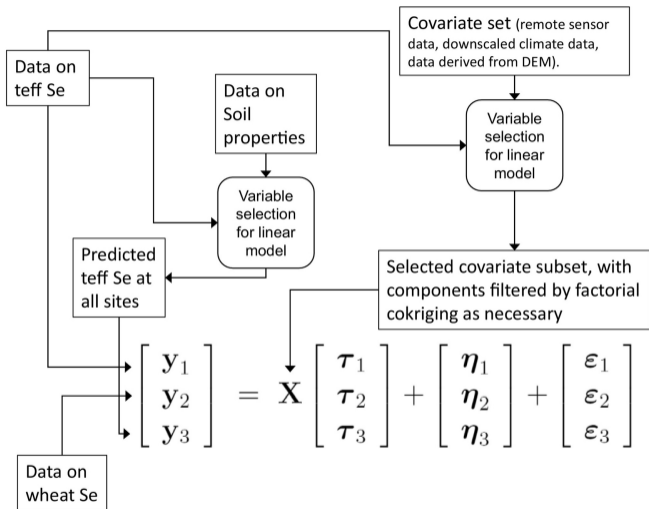 Covariate set (remote sensor
data, downscaled climate data,
data derived from DEM).
Data on
teff Se
Data on
Soil
properties
Variable
selection
for linear
model
Variable
selection
for linear
model
Predicted
teff Se at
all sites
Selected covariate subset, with
components filtered by factorial
cokriging as necessary
y₁ τ₁ η₁ ε₁
y₂ = X τ₂ + η₂ + ε₂
y₃ τ₃ η₃ ε₃
Data on
wheat Se